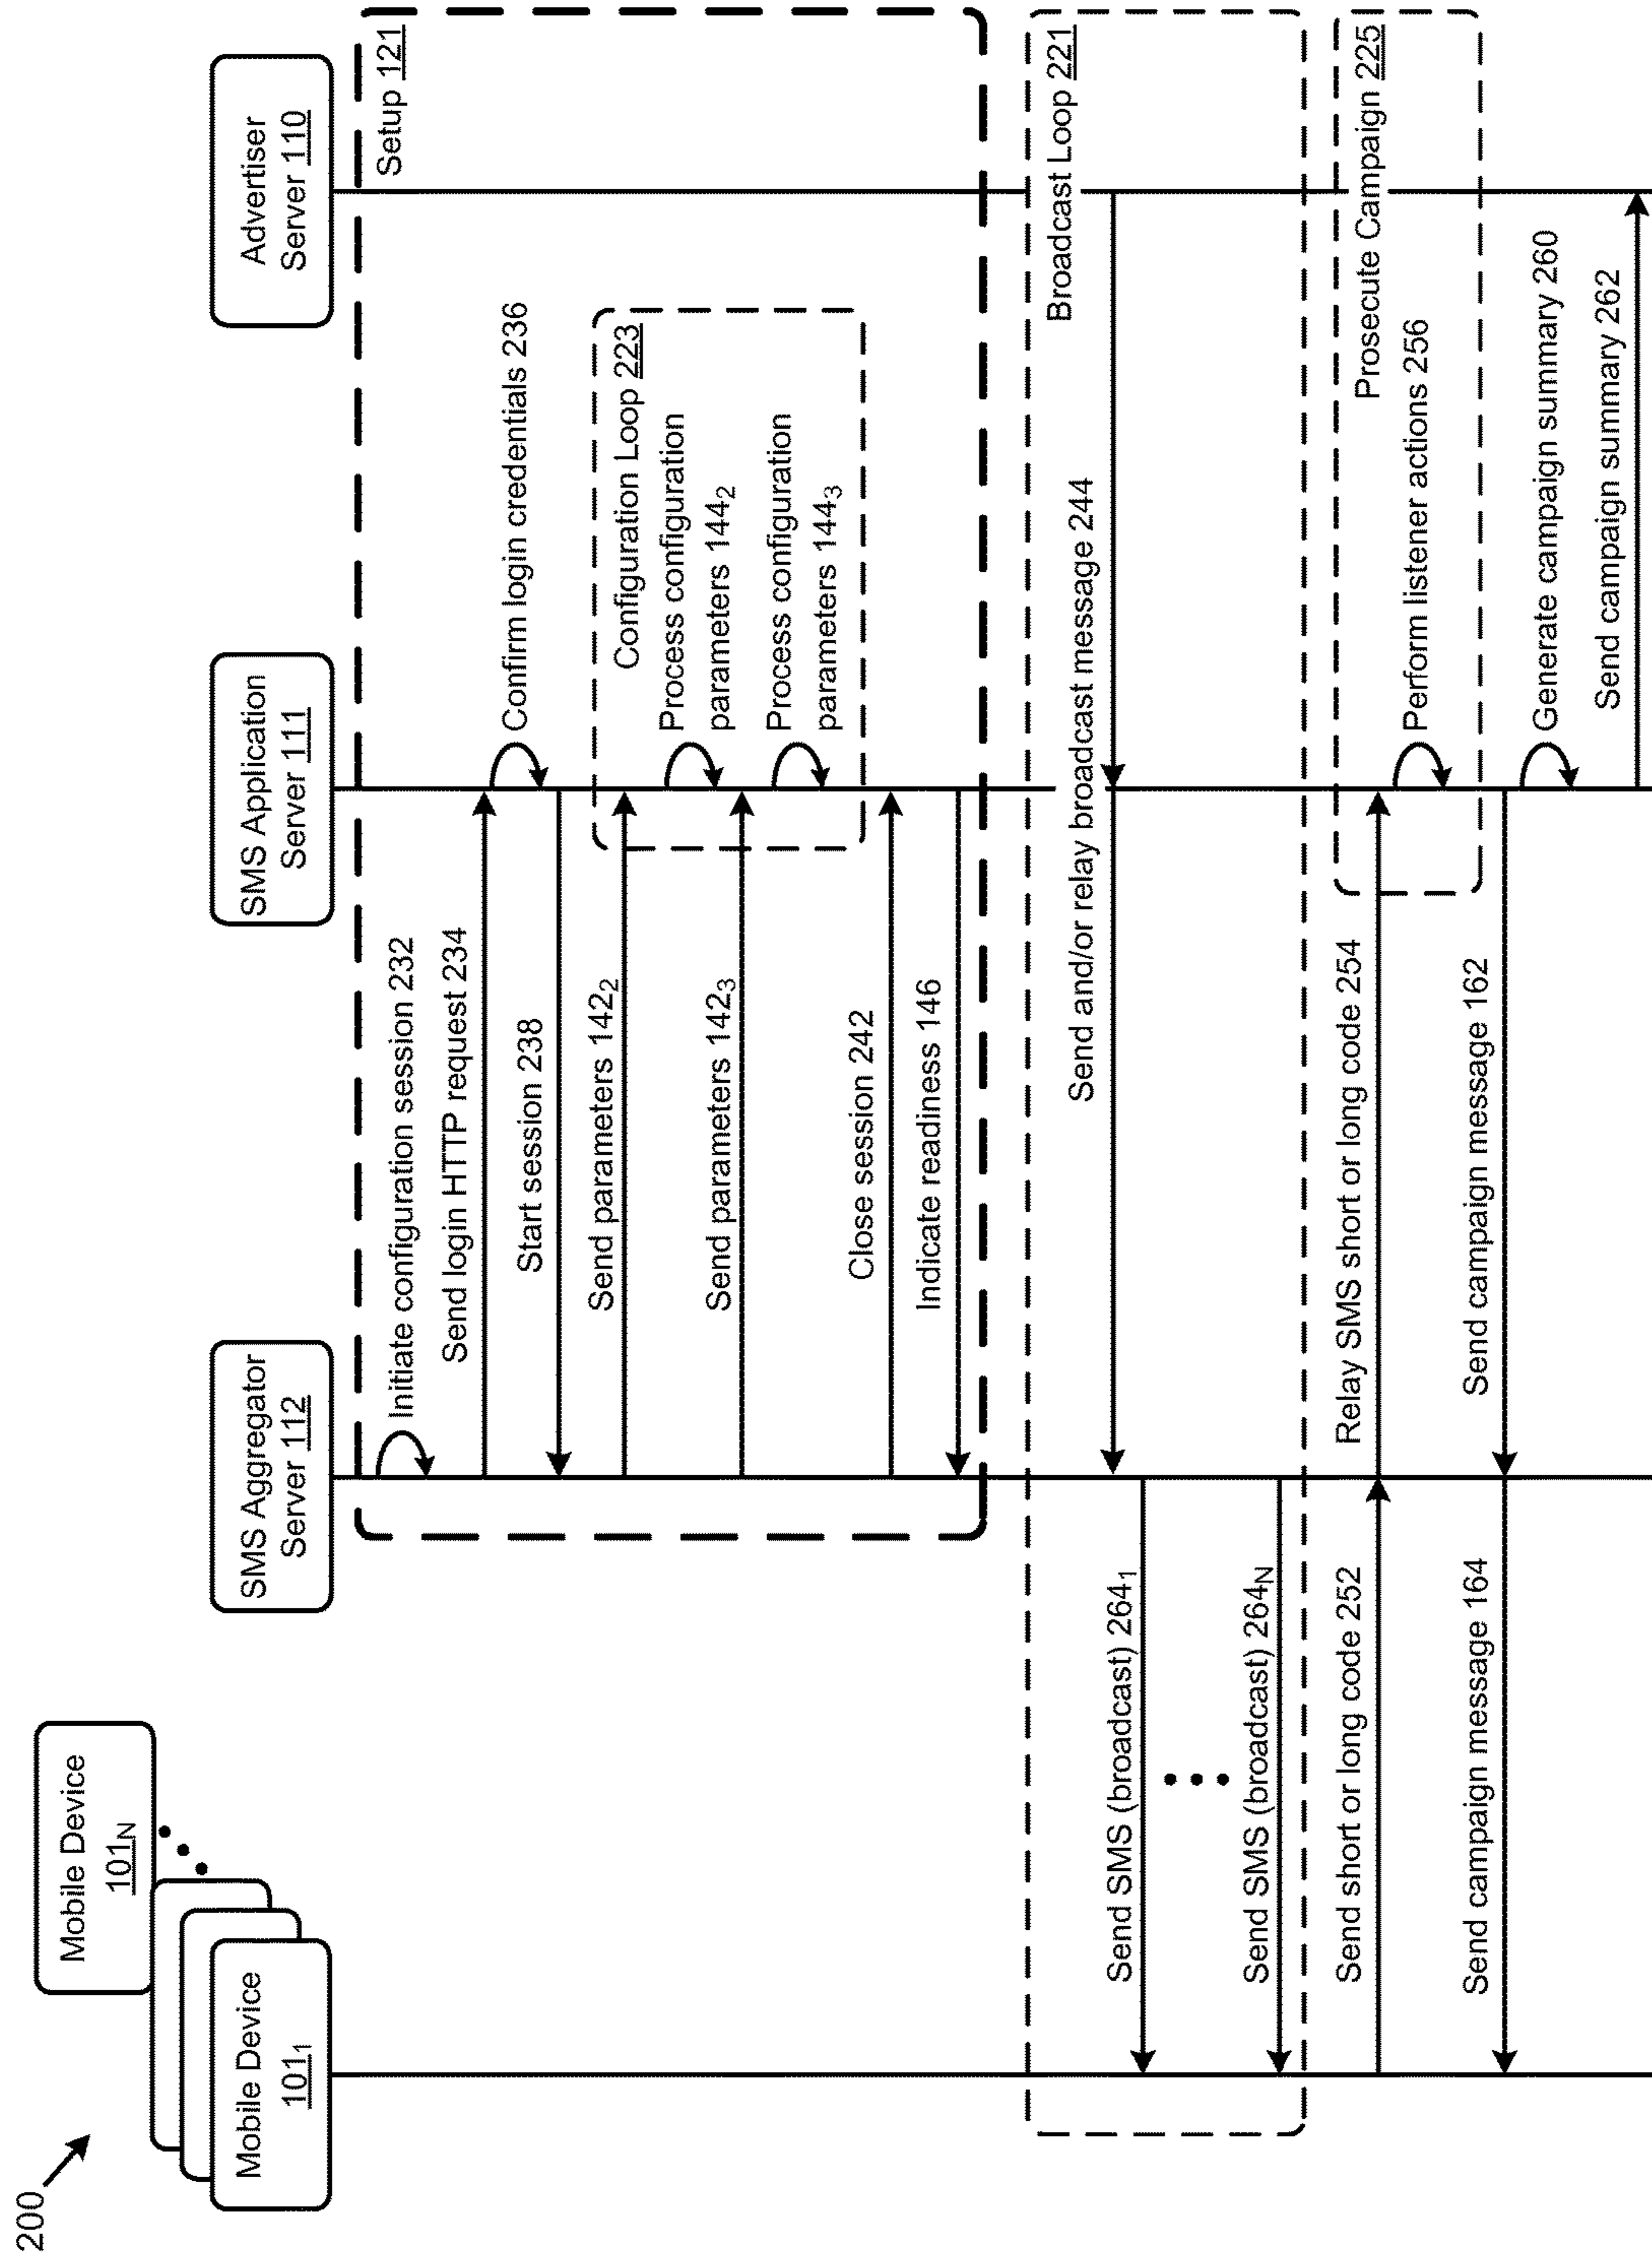 200
Mobile Device
101N
Mobile Device
101₁
SMS Aggregator
Server 112
SMS Application
Server 111
Advertiser
Server 110
Setup 121
Initiate configuration session 232
Send login HTTP request 234
Confirm login credentials 236
Start session 238
Configuration Loop 223
Send parameters 142₂
Process configuration
parameters 144₂
Send parameters 142₃
Process configuration
parameters 144₃
Close session 242
Indicate readiness 146
Broadcast Loop 221
Send and/or relay broadcast message 244
Send SMS (broadcast) 264₁
Send SMS (broadcast) 264N
Prosecute Campaign 225
Send short or long code 252
Relay SMS short or long code 254
Perform listener actions 256
Send campaign message 162
Send campaign message 164
Generate campaign summary 260
Send campaign summary 262